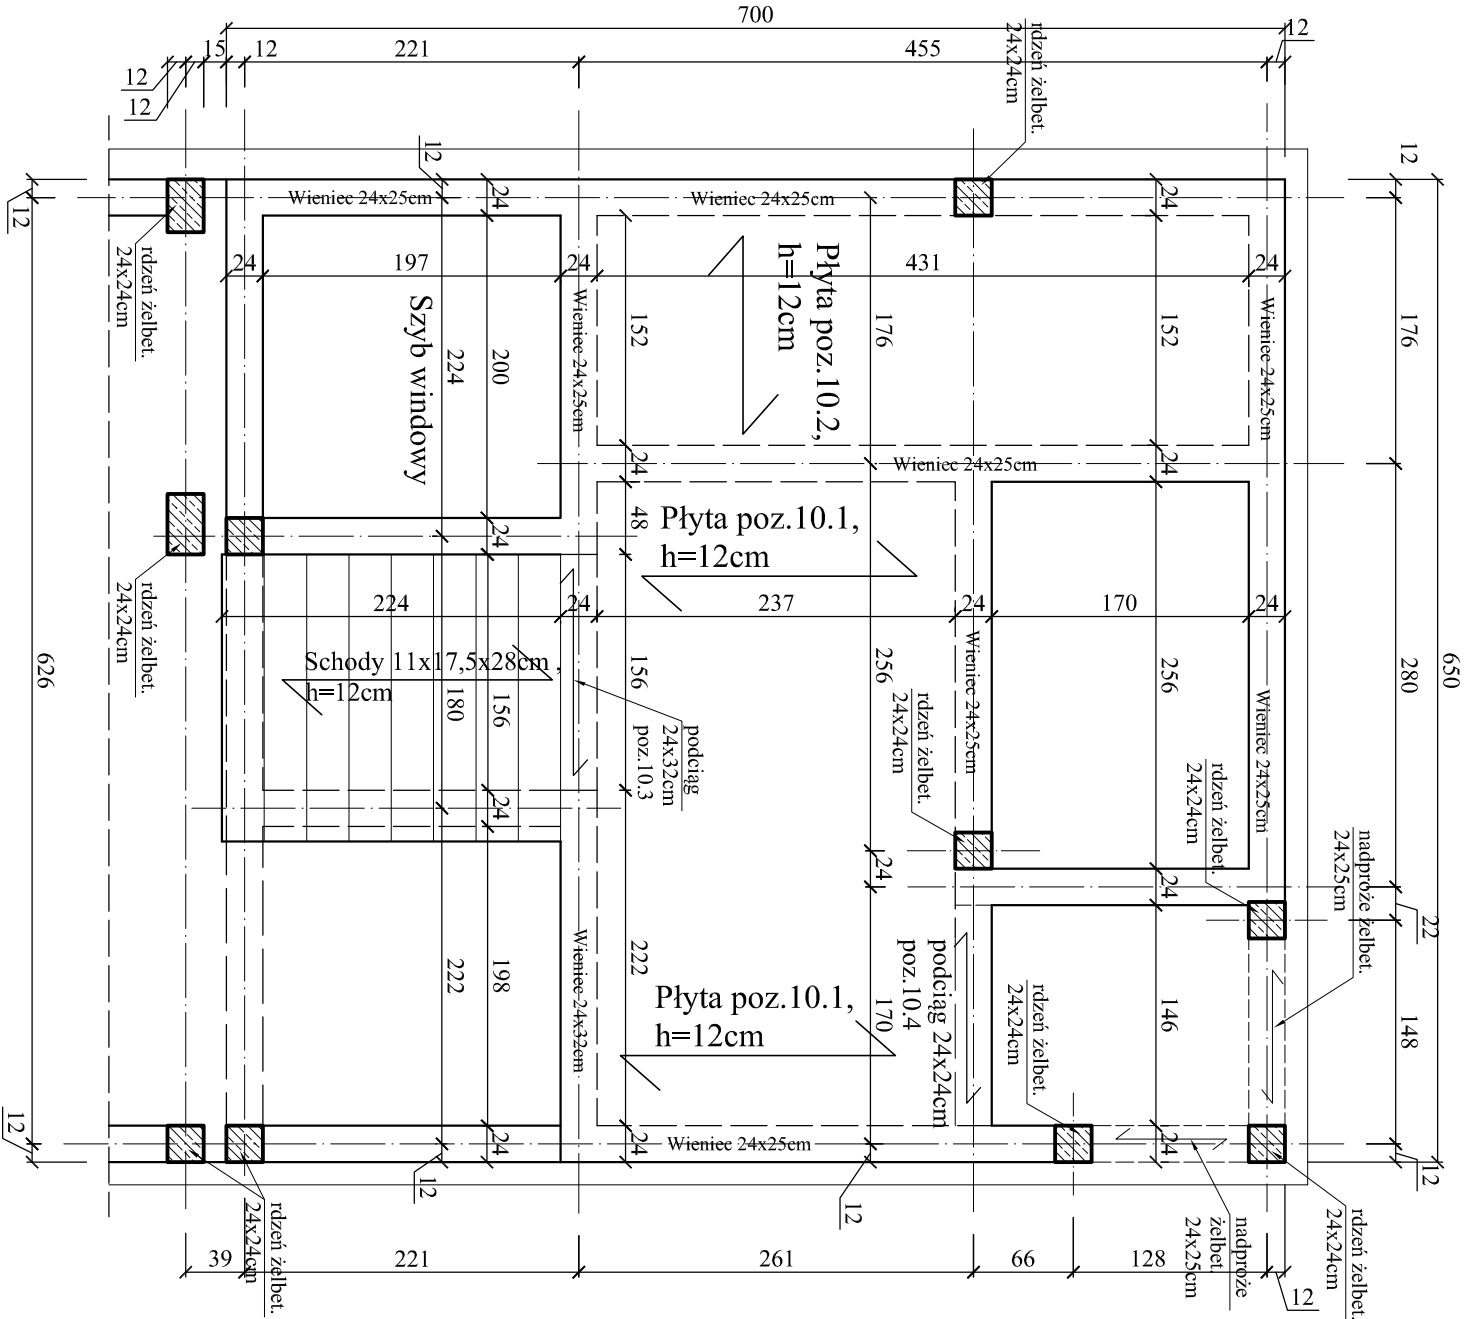 700
15
12
221
455
12
12
12
rdzeń żelbet.
24x24cm
12
12
24
24
12
Wieniec 24x25cm
Wieniec 24x25cm
12
rdzeń żelbet.
24x24cm
24
197
24
431
24
Płyta poz.10.2,
h=12cm
Szyb windowy
Wieniec 24x25cm
Wieniec 24x25cm
152
176
152
176
224
200
24
24
Wieniec 24x25cm
24
48
Płyta poz.10.1,
h=12cm
rdzeń żelbet.
24x24cm
224
24
237
24
170
24
626
650
Schody 11x17,5x28cm ,
h=12cm
180
156
156
256
256
280
podciąg
24x32cm
poz.10.3
Wieniec 24x25cm
Wieniec 24x25cm
rdzeń żelbet.
24x24cm
rdzeń żelbet.
24x24cm
nadproże żelbet.
24x25cm
24
24
24
22
222
198
Wieniec 24x32cm
222
170
podciąg 24x24cm
poz.10.4
146
148
Płyta poz.10.1,
h=12cm
rdzeń żelbet.
24x24cm
12
24
24
Wieniec 24x25cm
24
12
12
12
rdzeń żelbet.
24x24cm
nadproże
żelbet.
24x25cm
rdzeń żelbet.
24x24cm
39
221
261
66
128
12